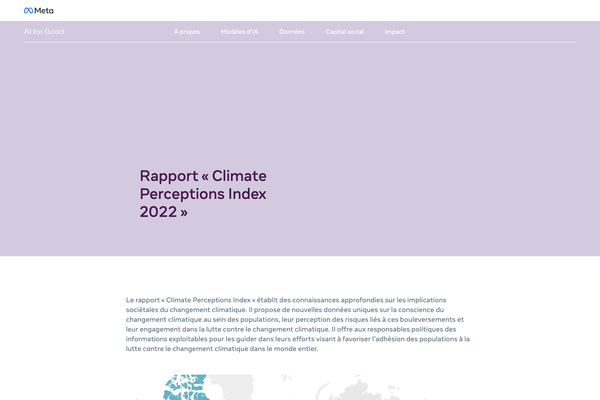 Meta
AI for Good
À propos
Modèles d'IA
Données
Capital social
Impact
Rapport « Climate
Perceptions Index
2022 »
Le rapport « Climate Perceptions Index » établit des connaissances approfondies sur les implications
sociétales du changement climatique. Il propose de nouvelles données uniques sur la conscience du
changement climatique au sein des populations, leur perception des risques liés à ces bouleversements et
leur engagement dans la lutte contre le changement climatique. Il offre aux responsables politiques des
informations exploitables pour les guider dans leurs efforts visant à favoriser l'adhésion des populations à la
lutte contre le changement climatique dans le monde entier.